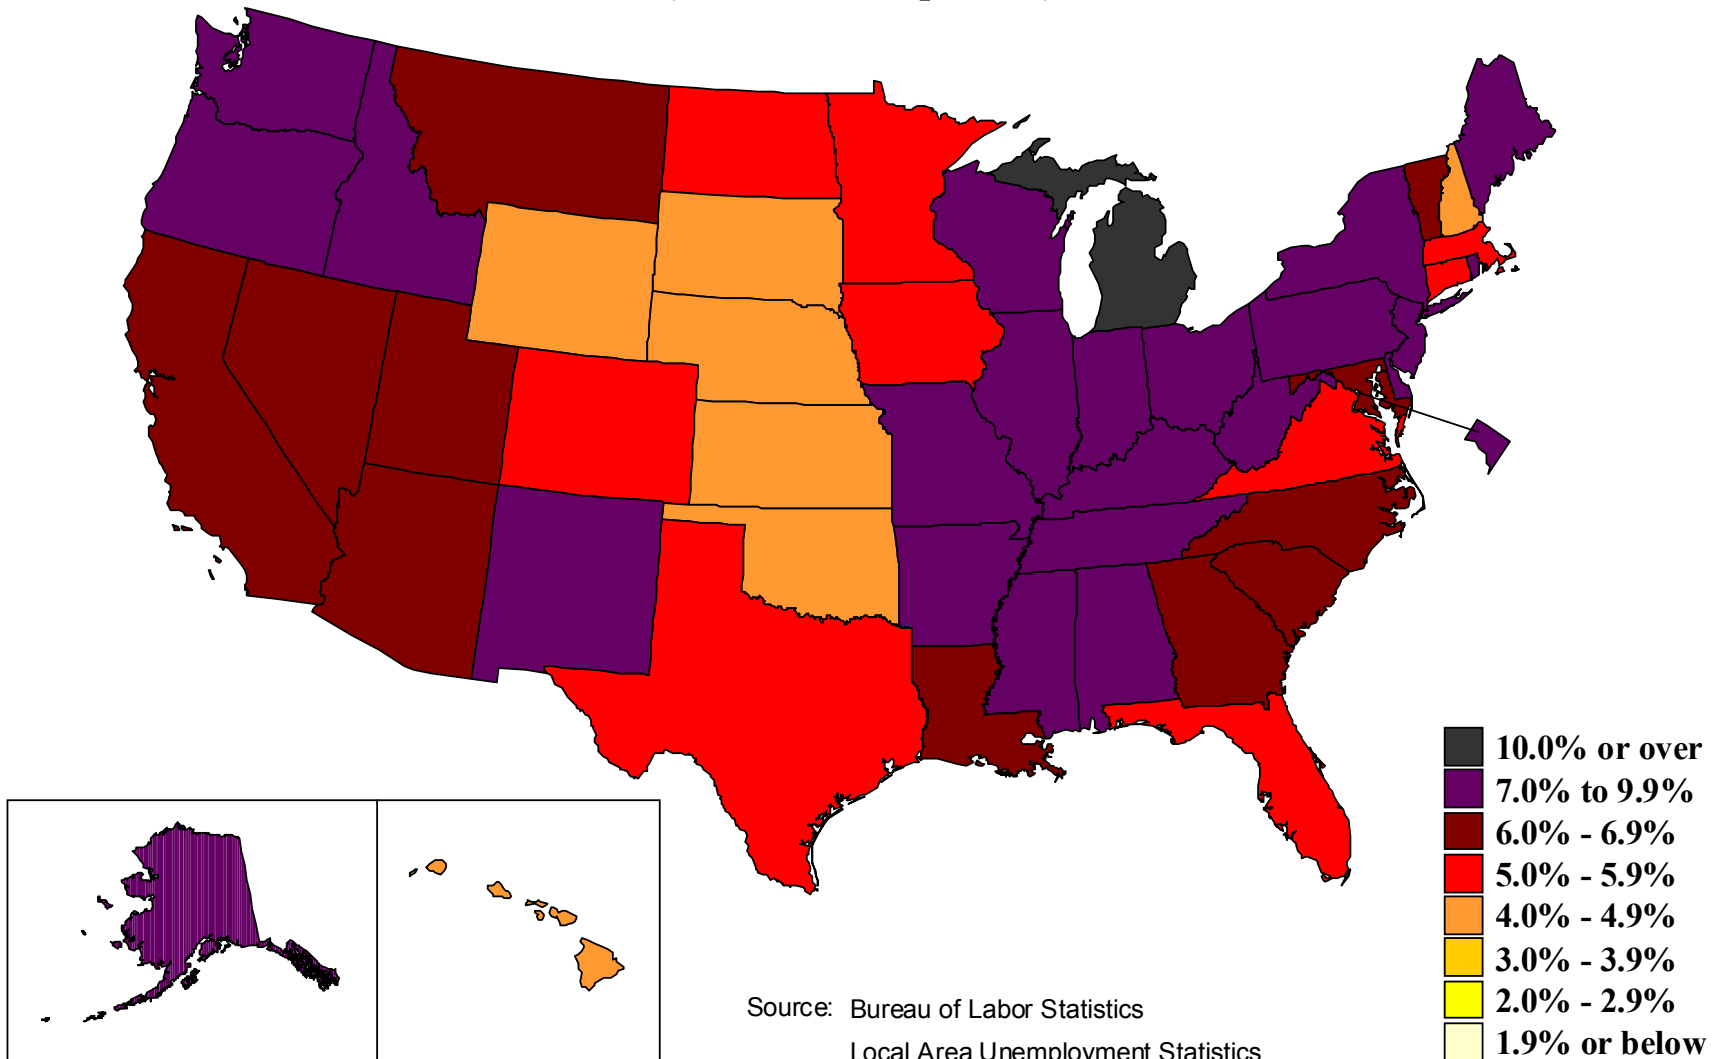 10.0% or over
7.0% to 9.9%
6.0% - 6.9%
5.0% - 5.9%
4.0% - 4.9%
3.0% - 3.9%
2.0% - 2.9%
1.9% or below
Source: Bureau of Labor Statistics
Local Area Unemployment Statistics